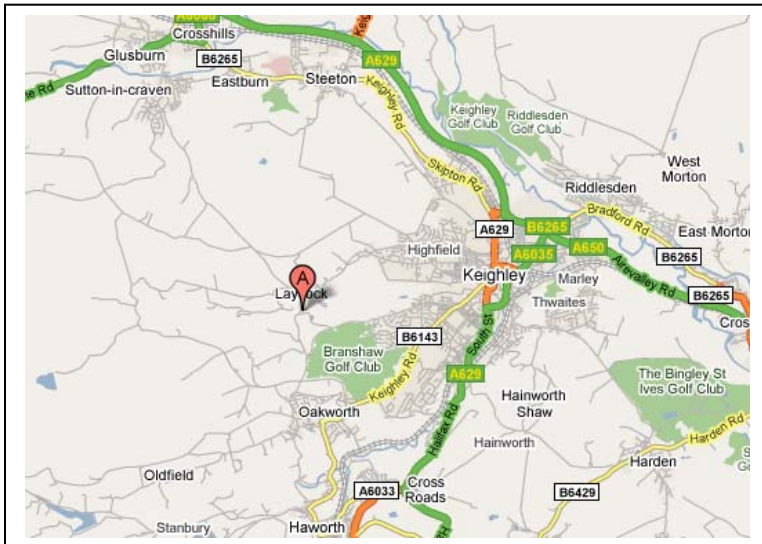 Crosshills
Glusburn
B6265
A629
Eastburn
Steeton
Sutton-in-craven
Keighley Rd
Keighley
Golf Club
Riddlesden
Golf Club
Skipton Rd
West
Morton
Riddlesden
East Morton
Bradford Rd
B6265
A629
B6265
Highfield
A6035
A650
Keighley
Marley
Airevalley Rd
B6265
A
Thwaites
B6143
South St
Branshaw
Golf Club
Keighley Rd
A629
The Bingley St
Ives Golf Club
Hainworth
Shaw
Oakworth
Halifax Rd
Hainworth
Harden Rd
Oldfield
Harden
A6033
Cross
Roads
B6429
Stanbury
Haworth